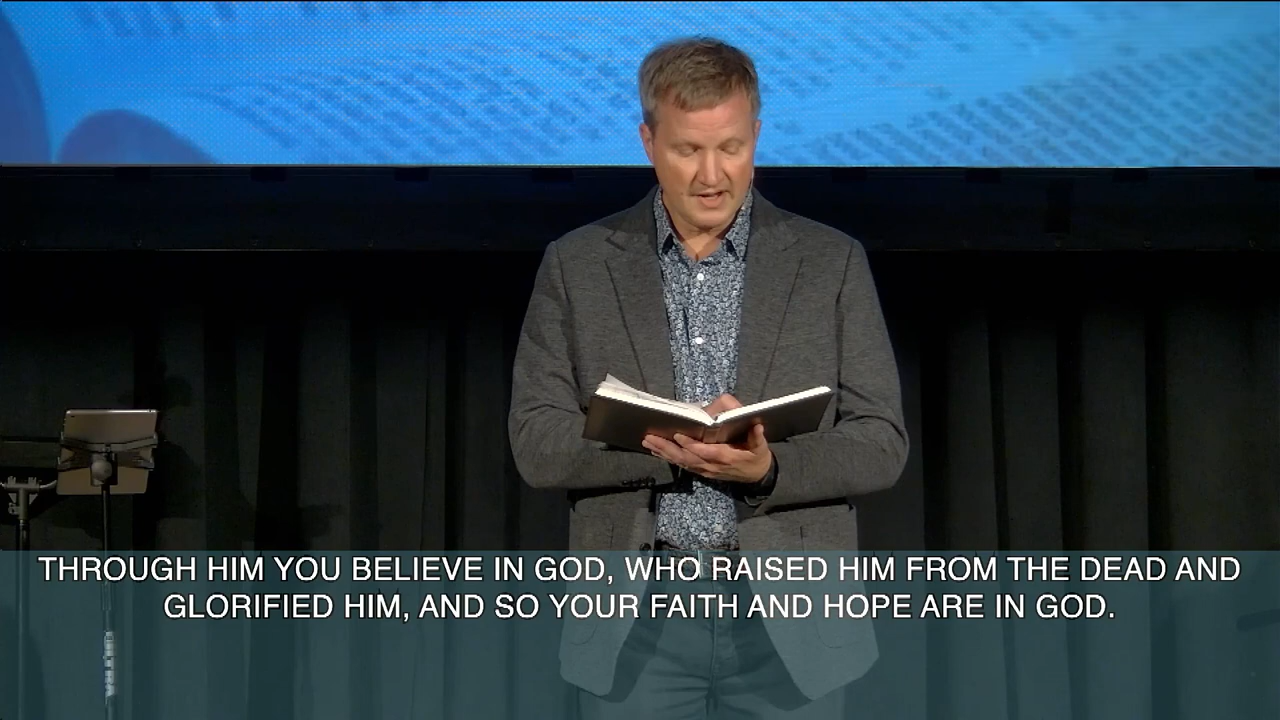 THROUGH HIM YOU BELIEVE IN GOD, WHO RAISED HIM FROM THE DEAD AND
GLORIFIED HIM, AND SO YOUR FAITH AND HOPE ARE IN GOD.